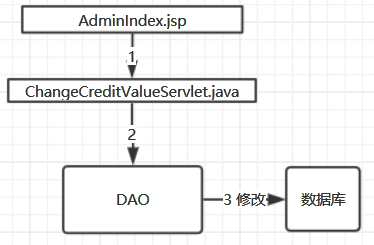 AdminIndex.jsp
1
ChangeCreditValueServlet.java
2
DAO
3 修改
数据库